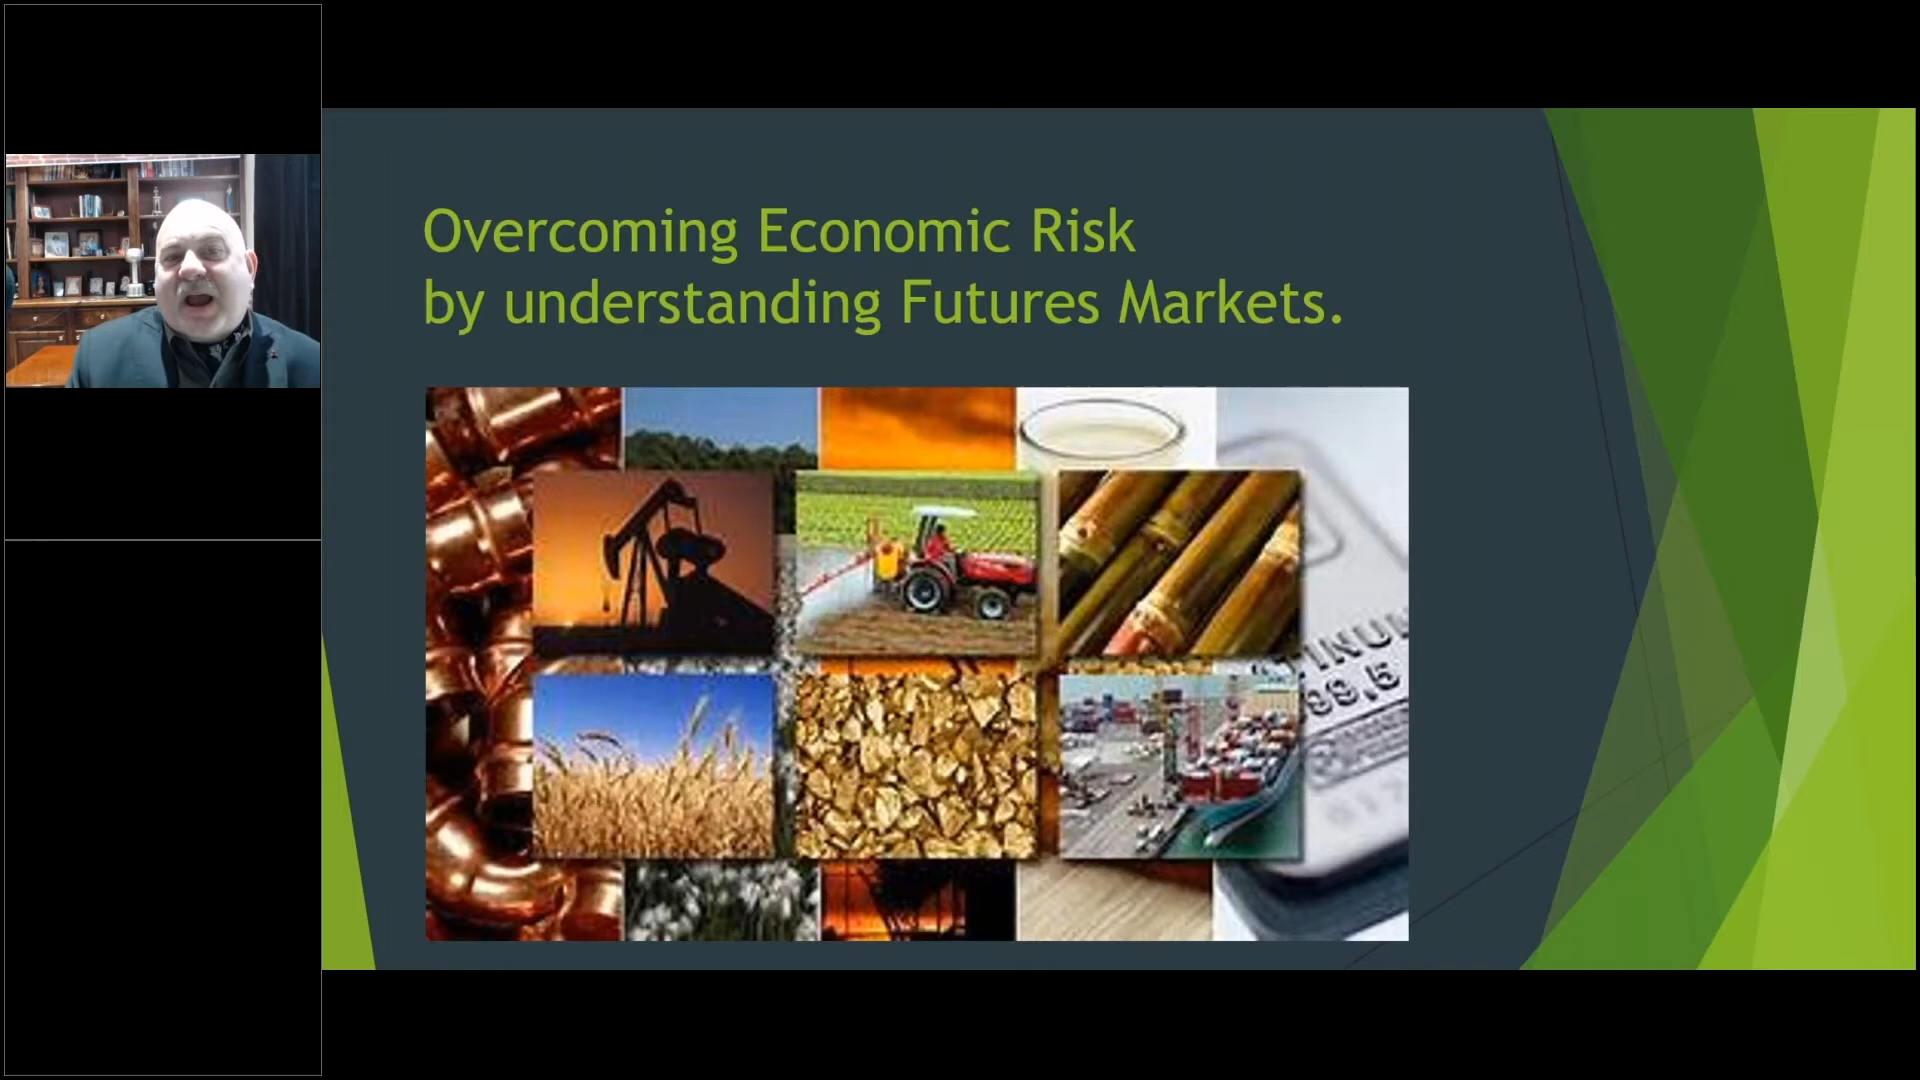 Overcoming Economic Risk
by understanding Futures Markets.